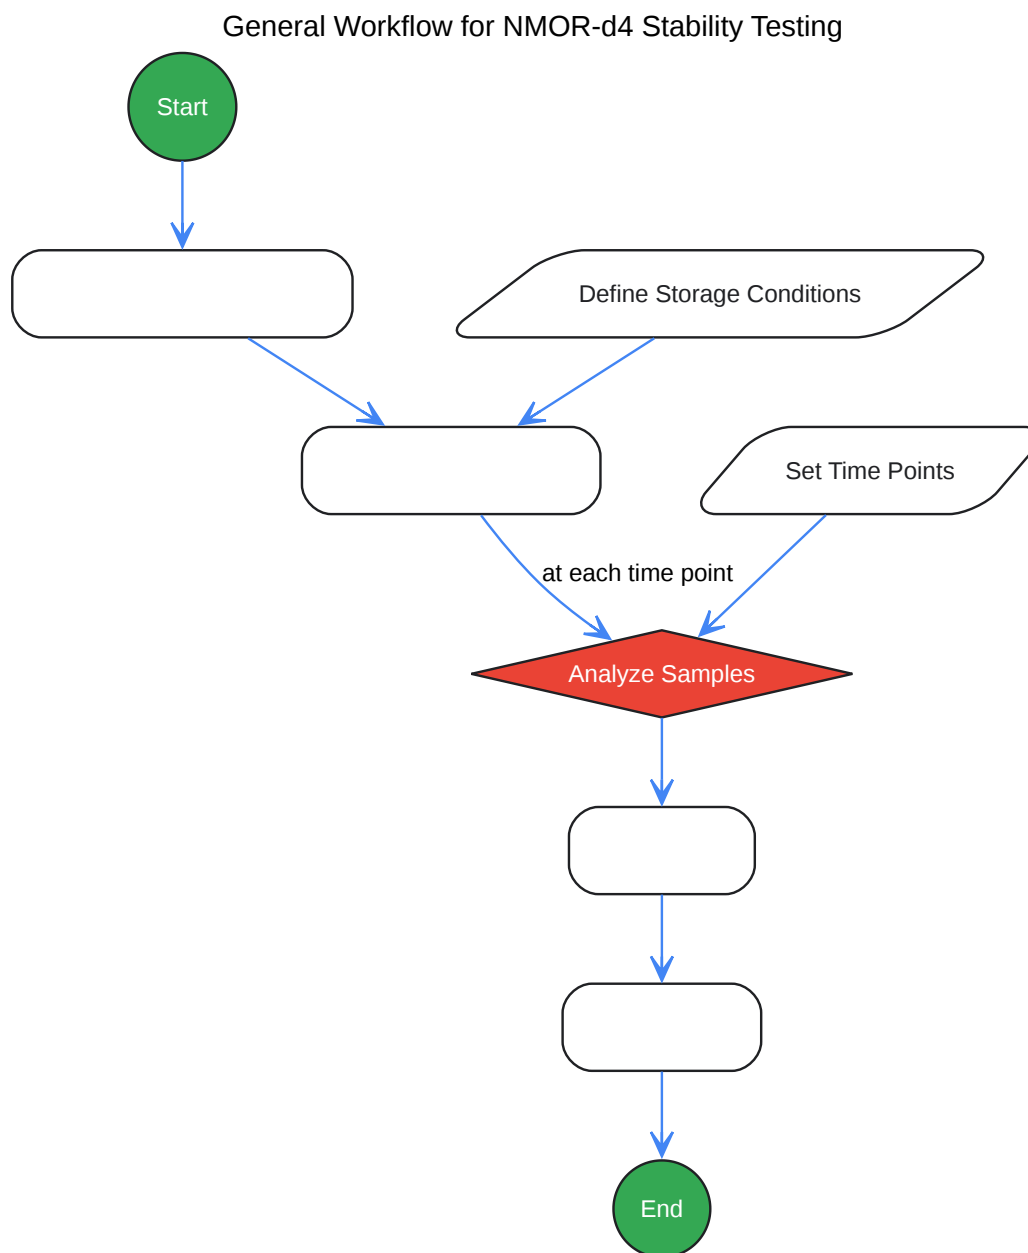 General Workflow for NMOR-d4 Stability Testing
Start
Define Storage Conditions
Set Time Points
at each time point
Analyze Samples
End